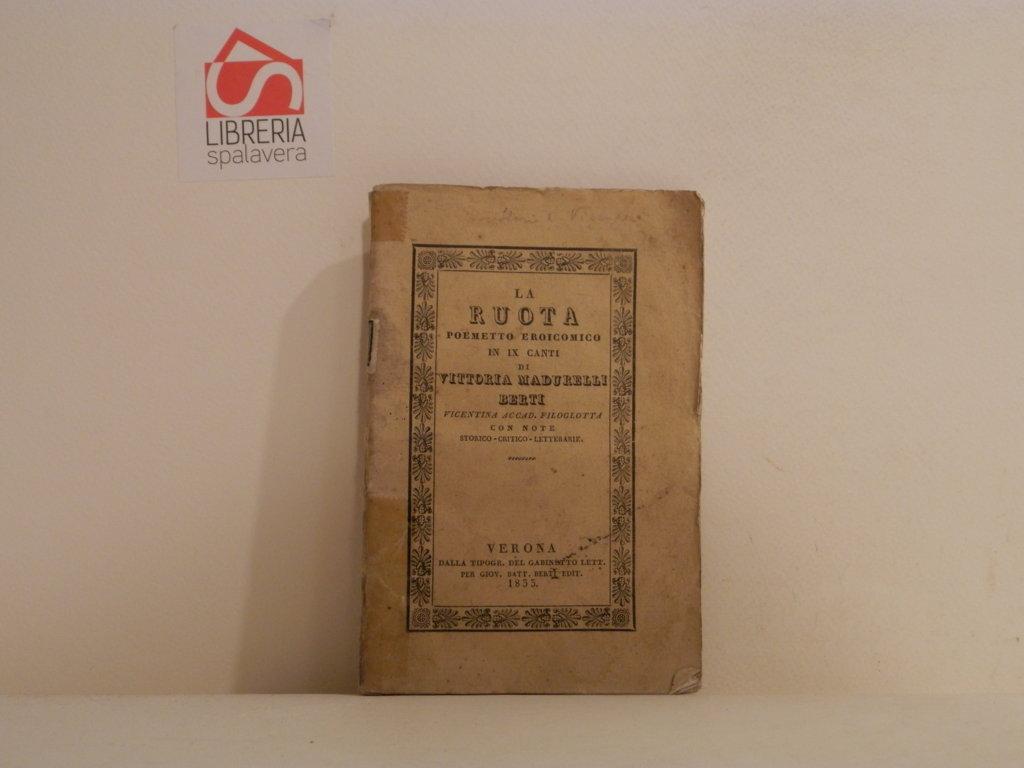 LIBRERIA
spalavera
LA
RUOTA
POEMETTO EROICOMICO
IN IX CANTI
DI
VITTORIA MADURELLI
BERTI
VICENTINA ACCAD. FILOGLOTTA
CON NOTE
STORICO-CRITICO-LETTERARIE.
VERONA
DALLA TIPOGR. DEL GABINETTO LETT.
PER GIOV. BATT. BERTI EDIT.
1833.